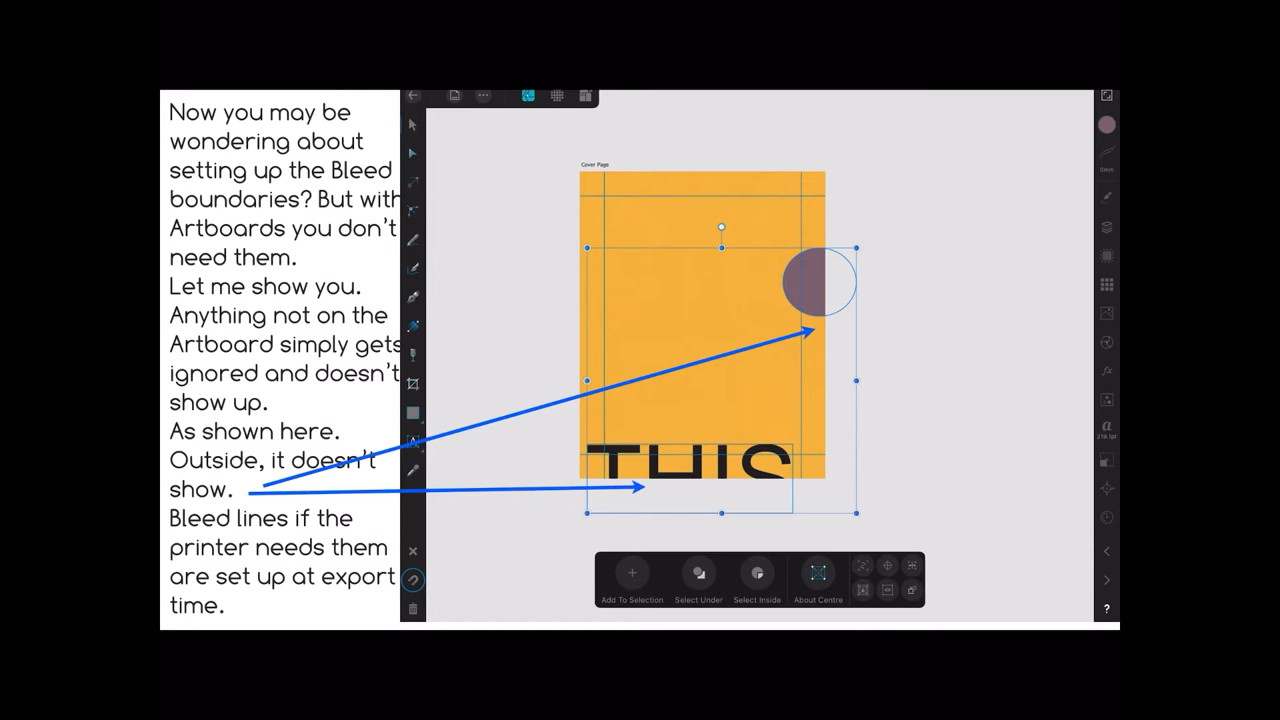 Now you may be
wondering about
setting up the Bleed
boundaries? But with
Artboards you don't
need them.
Let me show you.
Anything not on the
Artboard simply gets
ignored and doesn't
show up.
As shown here.
Outside, it doesn't
show.
Bleed lines if the
printer needs them
are set up at export
time.
Cover Page
THIS
0mm
a
219.1pt
Add To Selection
Select Under
Select Inside
About Centre
?